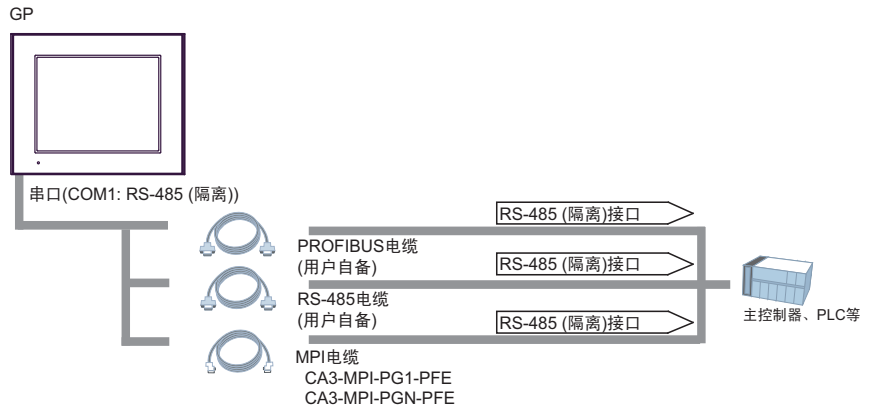 GP
串口(COM1: RS-485 (隔离))
RS-485 (隔离)接口
PROFIBUS电缆
(用户自备)
RS-485 (隔离)接口
RS-485电缆
(用户自备)
主控制器、PLC等
RS-485 (隔离)接口
MPI电缆
CA3-MPI-PG1-PFE
CA3-MPI-PGN-PFE